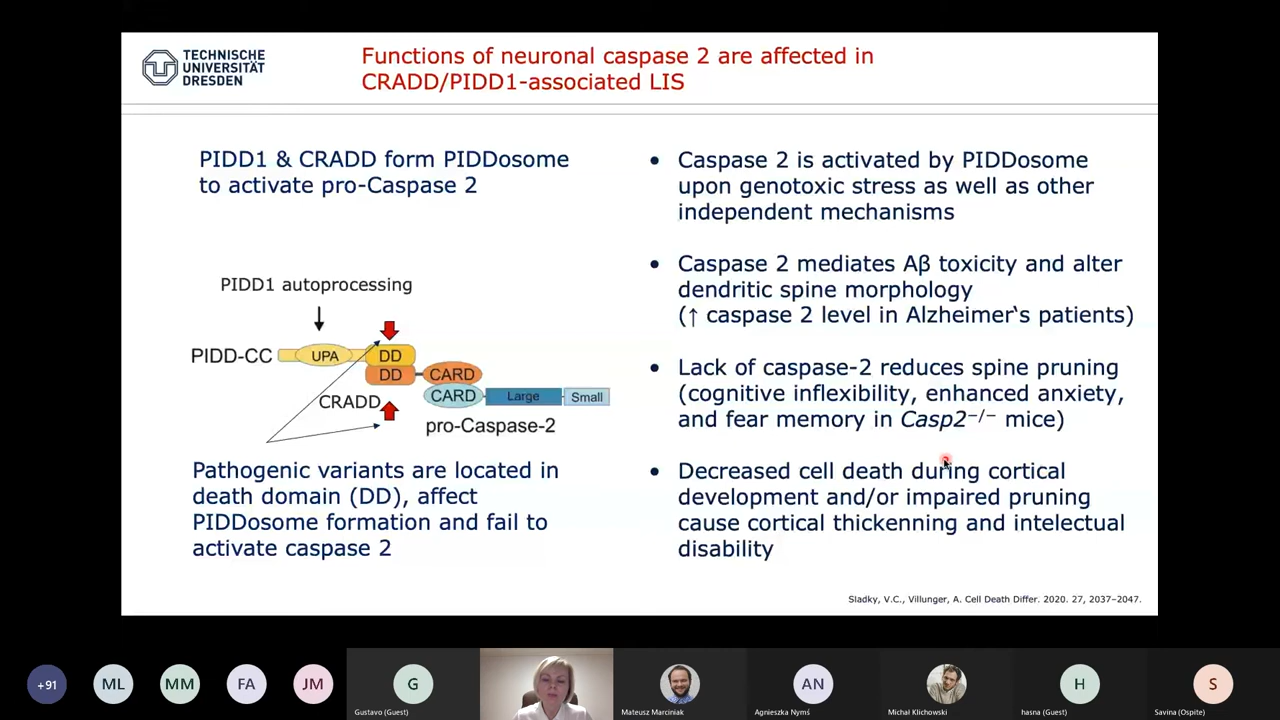 TECHNISCHE
UNIVERSITÄT
DRESDEN
Functions of neuronal caspase 2 are affected in
CRADD/PIDD1-associated LIS
PIDD1 & CRADD form PIDDosome
to activate pro-Caspase 2
PIDD1 autoprocessing
PIDD-CC
UPA
DD
DD
CARD
CRADD
CARD
Large
Small
pro-Caspase-2
Pathogenic variants are located in
death domain (DD), affect
PIDDosome formation and fail to
activate caspase 2
• Caspase 2 is activated by PIDDosome
upon genotoxic stress as well as other
independent mechanisms
• Caspase 2 mediates Aβ toxicity and alter
dendritic spine morphology
(↑ caspase 2 level in Alzheimer‘s patients)
• Lack of caspase-2 reduces spine pruning
(cognitive inflexibility, enhanced anxiety,
and fear memory in Casp2⁻/⁻ mice)
• Decreased cell death during cortical
development and/or impaired pruning
cause cortical thickenning and intelectual
disability
Sladky, V.C., Villunger, A. Cell Death Differ. 2020. 27, 2037–2047.
+91
ML
MM
FA
JM
G
Gustavo (Guest)
Mateusz Marciniak
AN
Agnieszka Nymś
Michał Klichowski
H
hasna (Guest)
S
Savina (Ospite)